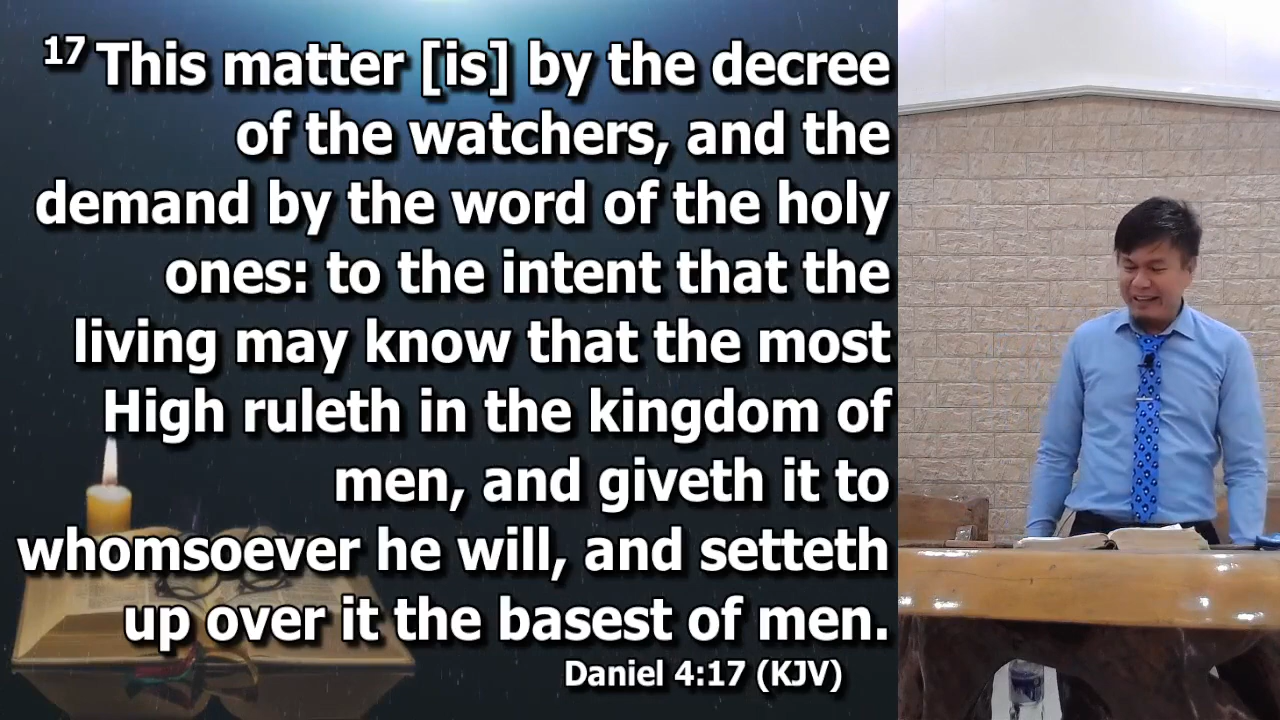 17 This matter [is] by the decree
of the watchers, and the
demand by the word of the holy
ones: to the intent that the
living may know that the most
High ruleth in the kingdom of
men, and giveth it to
whomsoever he will, and setteth
up over it the basest of men.
Daniel 4:17 (KJV)